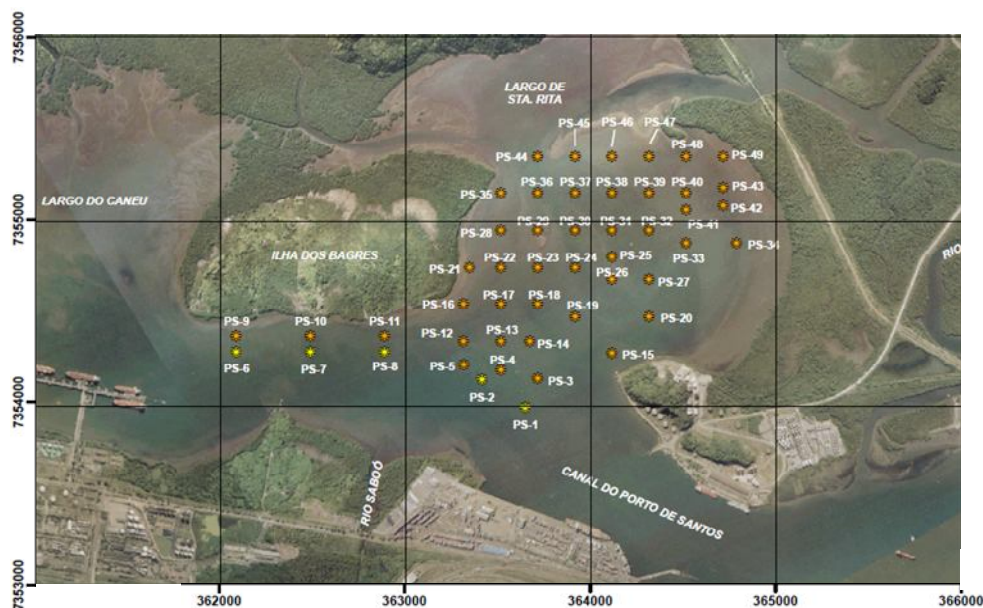 7356000
LARGO DE
STA. RITA
PS-45
PS-46
PS-47
PS-48
PS-44
PS-49
PS-36
PS-37
PS-38
PS-39
PS-40
PS-43
PS-35
PS-42
LARGO DO CANEU
7355000
PS-29
PS-30
PS-31
PS-32
PS-41
PS-28
PS-34
ILHA DOS BAGRES
PS-22
PS-23
PS-24
PS-25
PS-33
RIO
PS-21
PS-26
PS-27
PS-16
PS-17
PS-18
PS-19
PS-20
PS-9
PS-10
PS-11
PS-12
PS-13
PS-14
PS-15
PS-6
PS-7
PS-8
PS-5
PS-4
PS-3
PS-2
7354000
PS-1
RIO SABOÓ
CANAL DO PORTO DE SANTOS
7353000
362000
363000
364000
365000
366000